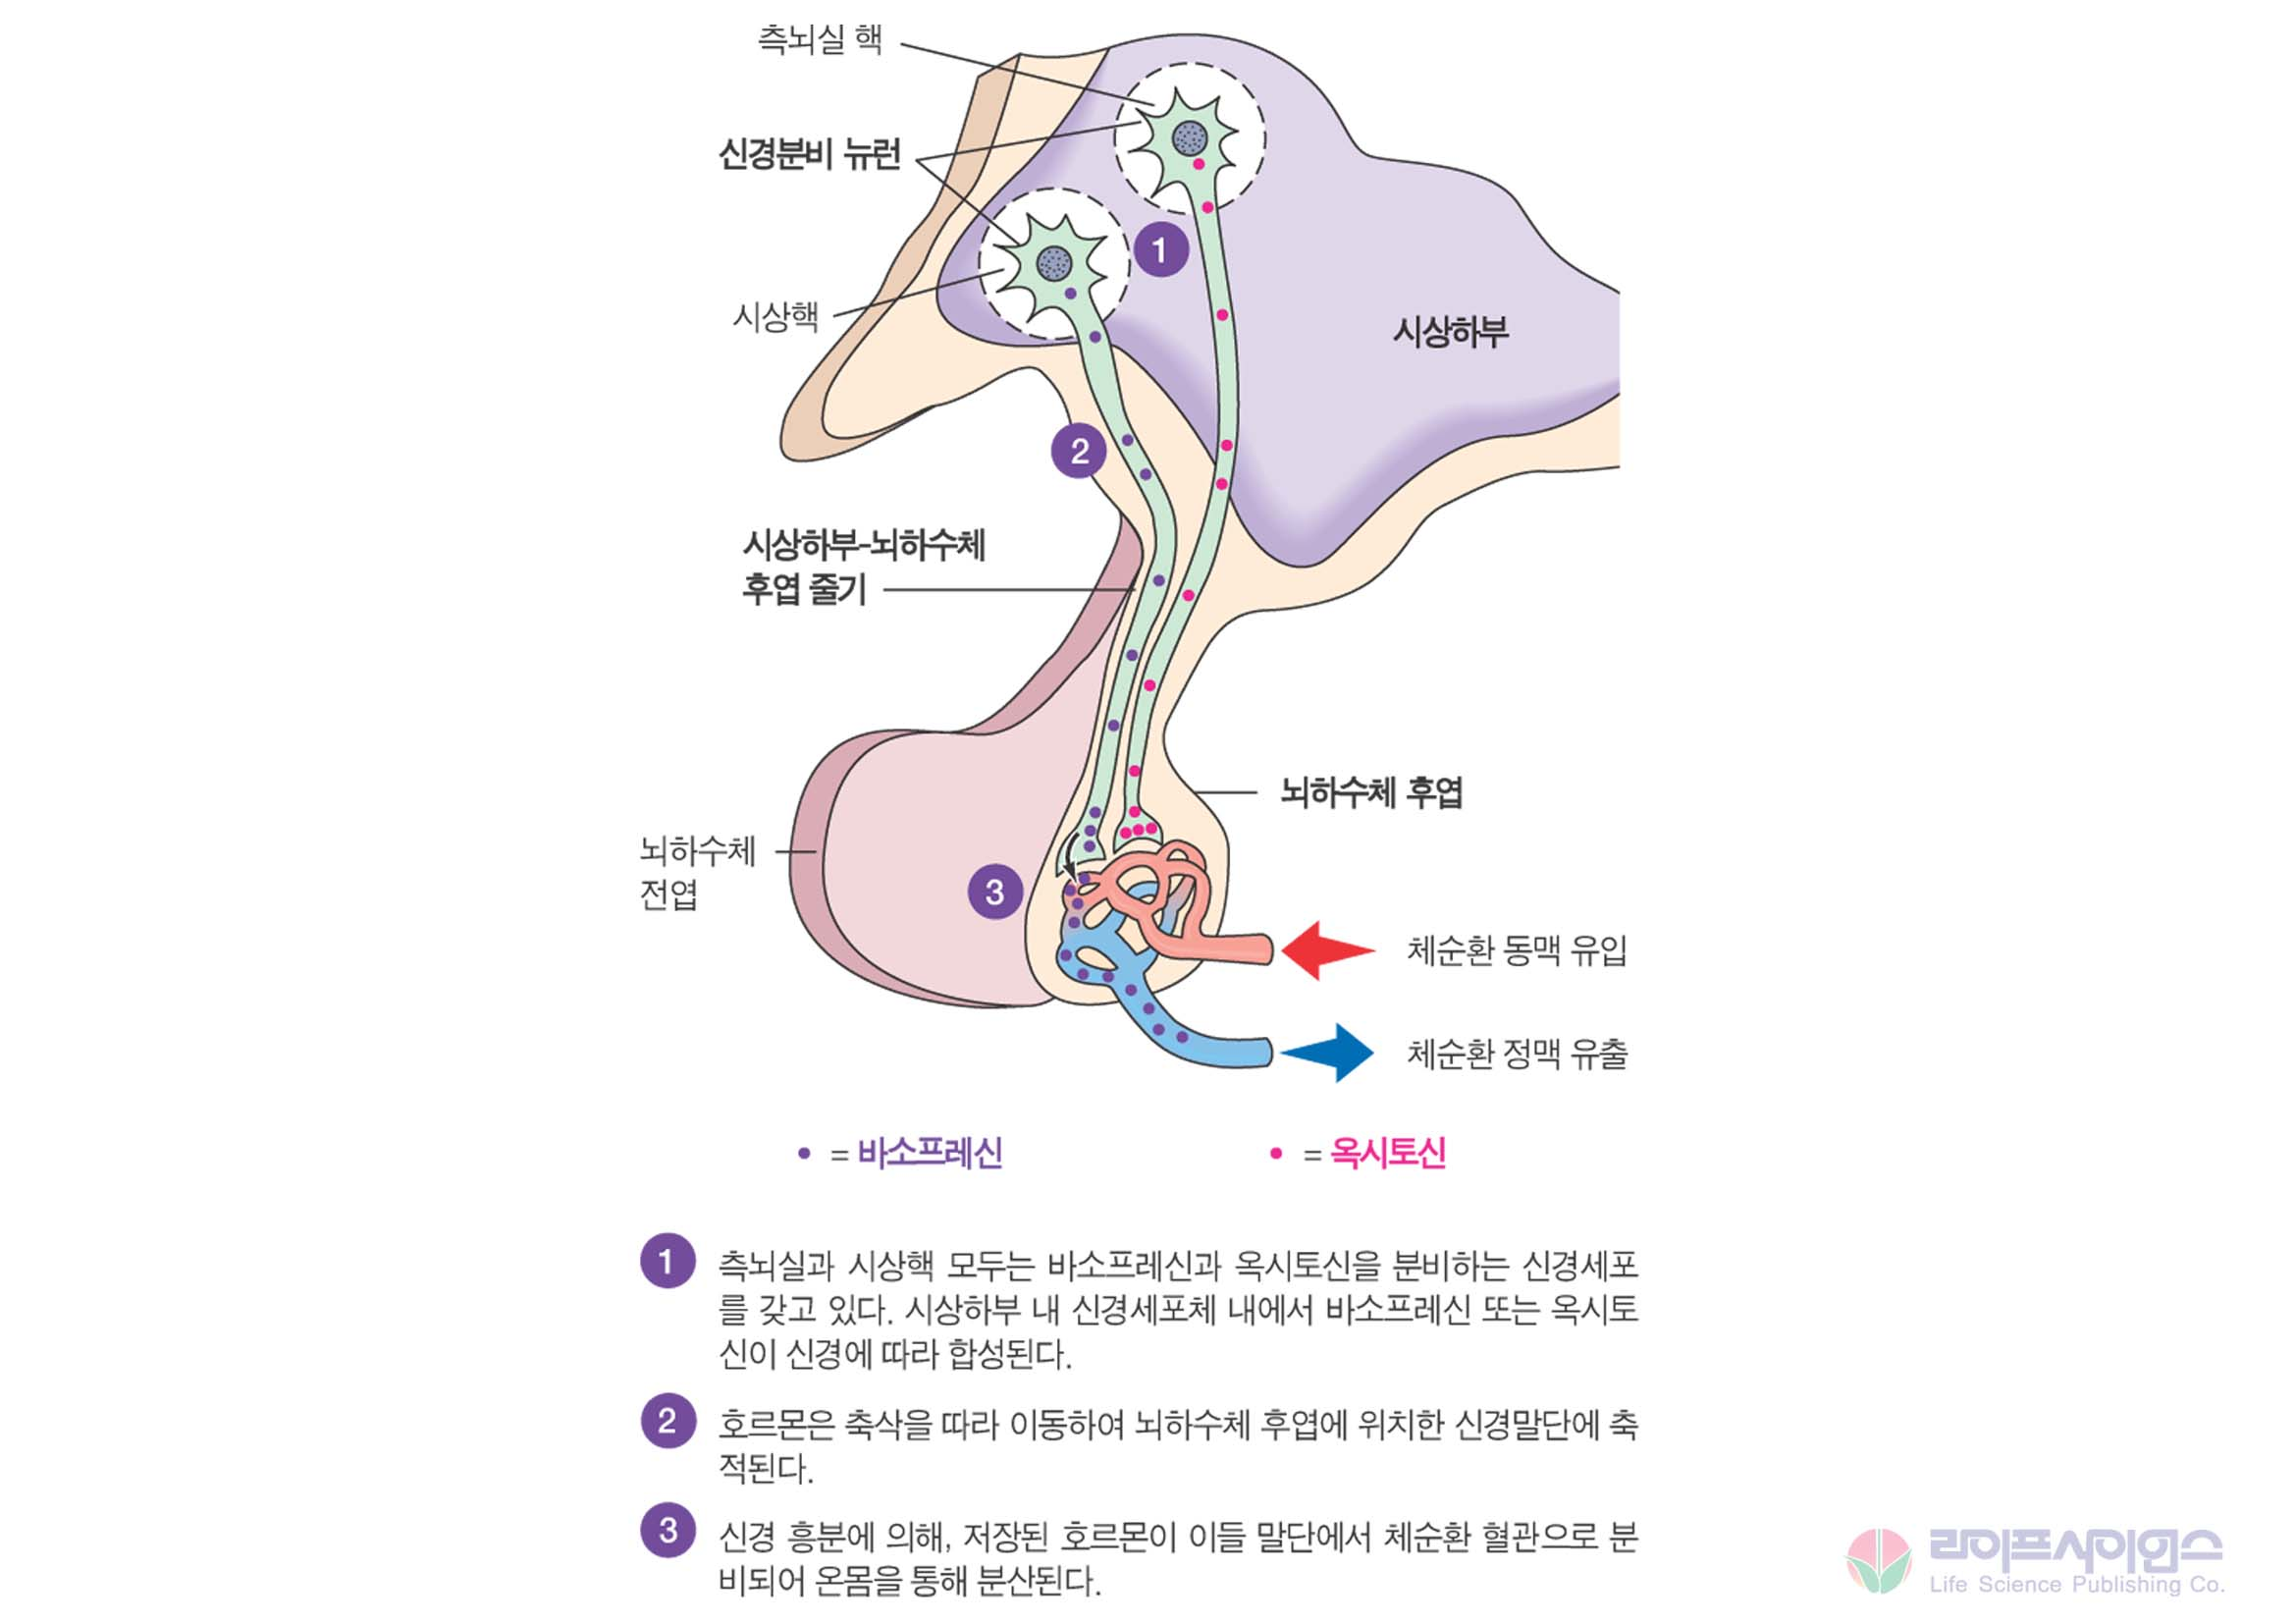 측뇌실 핵
신경분비 뉴런
1
시상핵
시상하부
2
시상하부-뇌하수체
후엽 줄기
뇌하수체 후엽
뇌하수체
전엽
3
체순환 동맥 유입
체순환 정맥 유출
• = 바소프레신
• = 옥시토신
1 측뇌실과 시상핵 모두는 바소프레신과 옥시토신을 분비하는 신경세포
를 갖고 있다. 시상하부 내 신경세포체 내에서 바소프레신 또는 옥시토
신이 신경에 따라 합성된다.
2 호르몬은 축삭을 따라 이동하여 뇌하수체 후엽에 위치한 신경말단에 축
적된다.
3 신경 흥분에 의해, 저장된 호르몬이 이들 말단에서 체순환 혈관으로 분
비되어 온몸을 통해 분산된다.
라이프사이언스
Life Science Publishing Co.